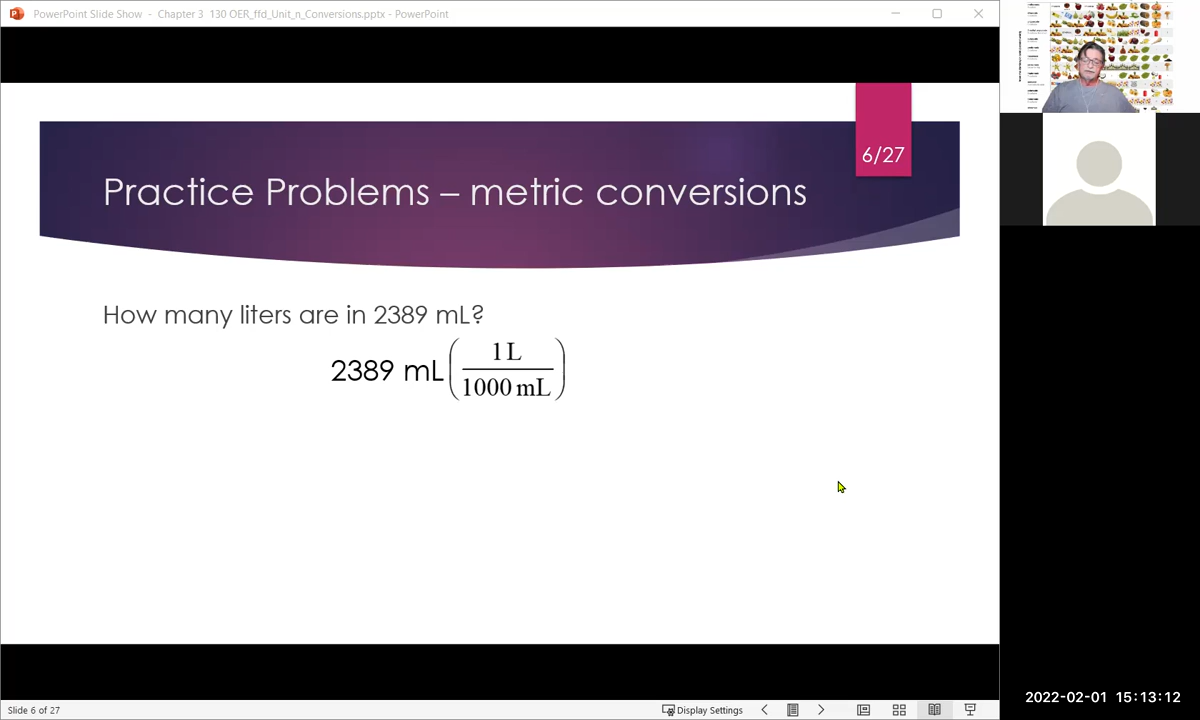 PowerPoint Slide Show - Chapter 3 130 OER_ffd_Unit_n_Conversions.pptx - PowerPoint
6/27
Practice Problems – metric conversions
How many liters are in 2389 mL?
2389 mL (1 L / 1000 mL)
Slide 6 of 27
Display Settings
2022-02-01 15:13:12